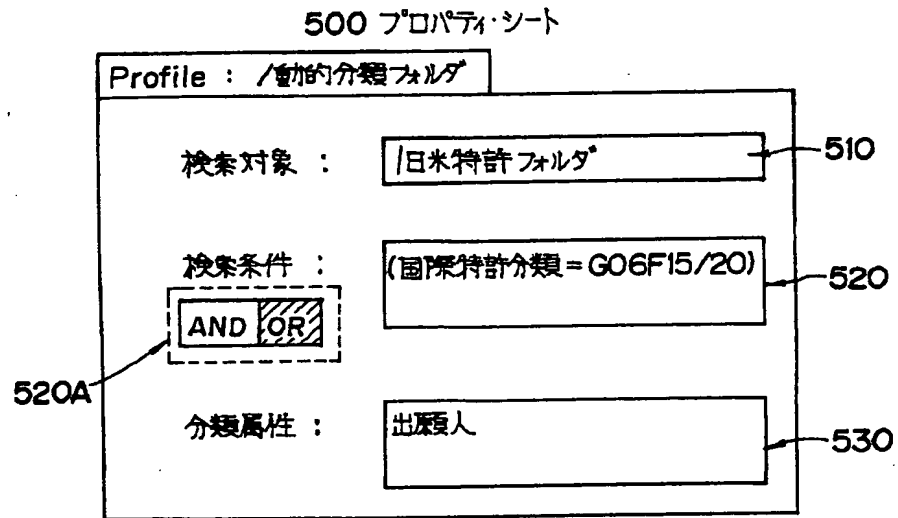 500 プロパティ・シート
Profile : /動的分類フォルダ
検索対象 : /日米特許フォルダ 510
検索条件 : (国際特許分類=G06F15/20) 520
AND OR
520A
分類属性 : 出願人 530